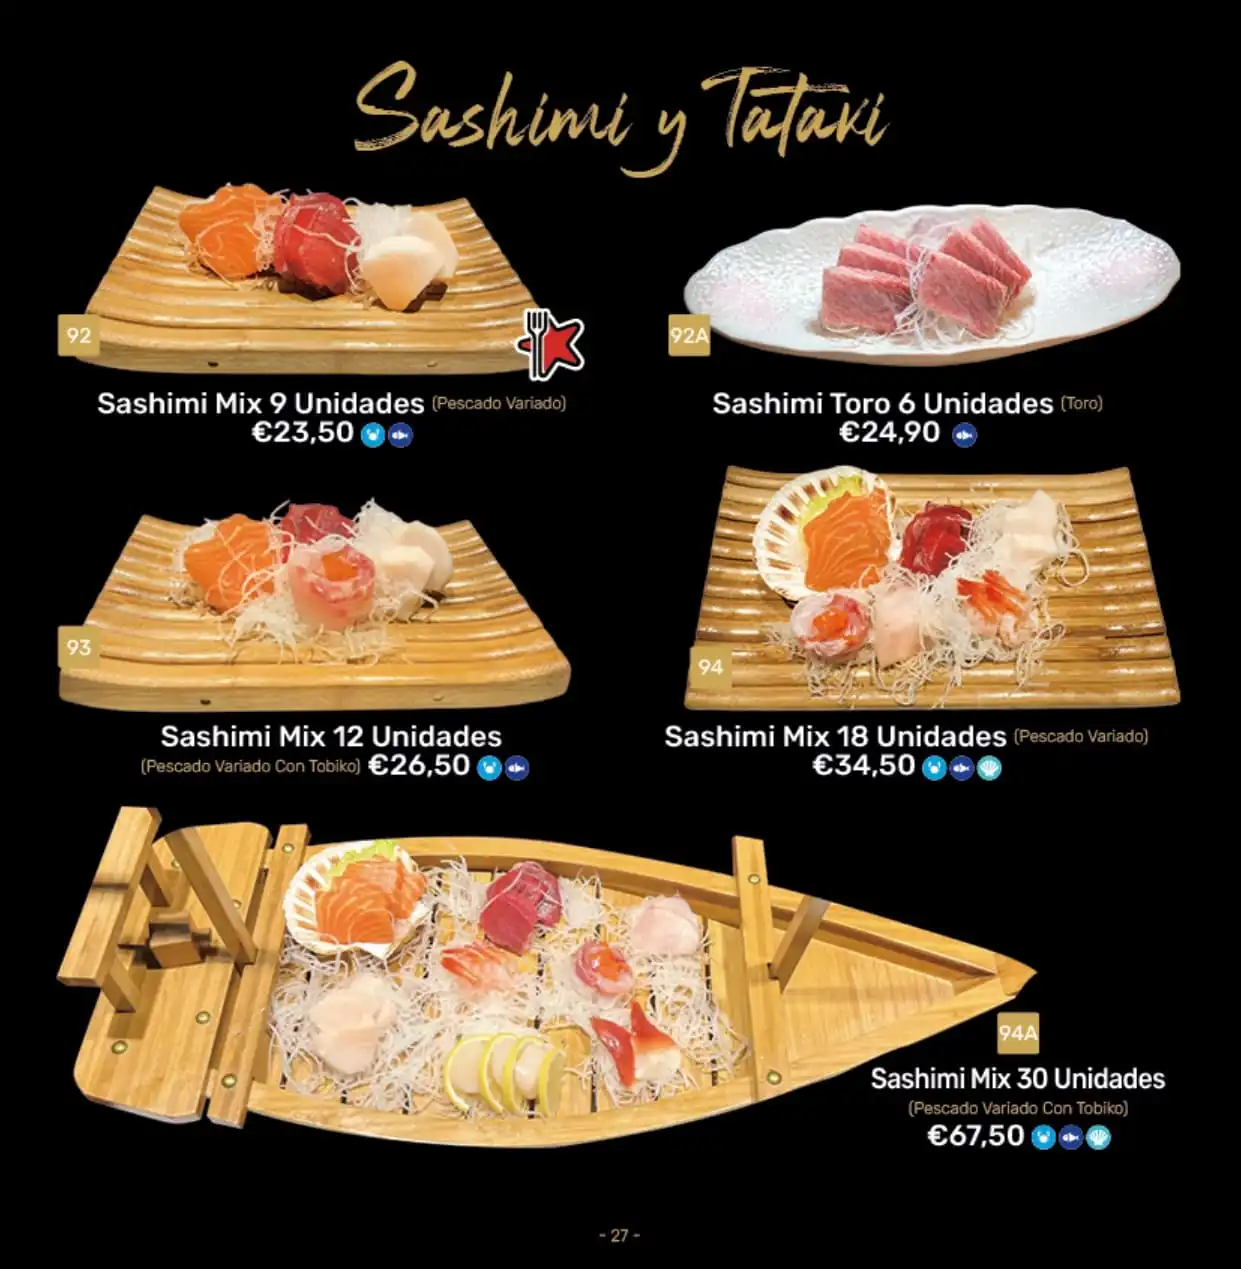 Sashimi y Tataki
92
Sashimi Mix 9 Unidades (Pescado Variado)
€23,50
92A
Sashimi Toro 6 Unidades (Toro)
€24,90
93
Sashimi Mix 12 Unidades
(Pescado Variado Con Tobiko) €26,50
94
Sashimi Mix 18 Unidades (Pescado Variado)
€34,50
94A
Sashimi Mix 30 Unidades
(Pescado Variado Con Tobiko)
€67,50
- 27 -